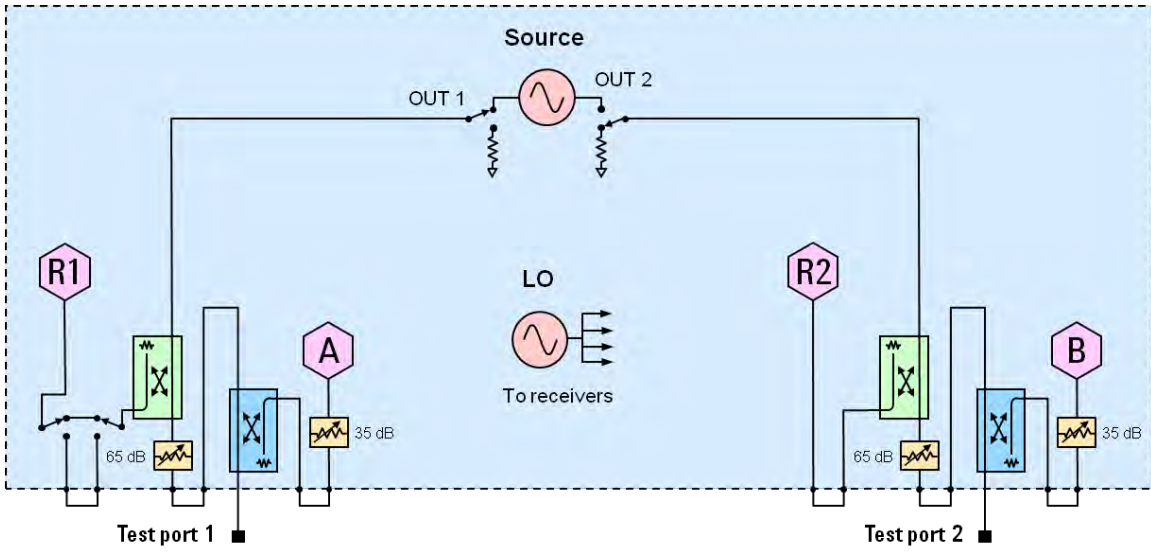 Source
OUT 1
OUT 2
R1
A
65 dB
35 dB
LO
To receivers
R2
B
65 dB
35 dB
Test port 1
Test port 2